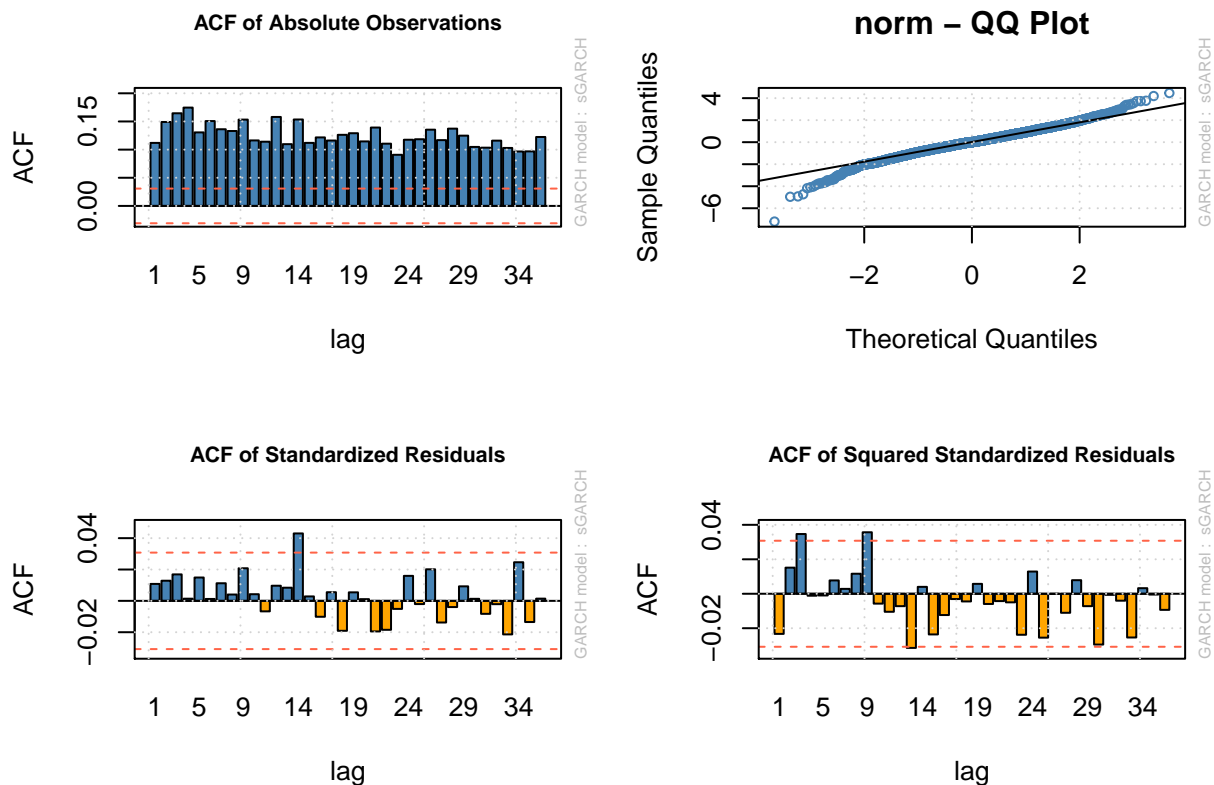 ACF of Absolute Observations
ACF
0.00
0.15
1 5 9 14 19 24 29 34
lag
GARCH model : sGARCH
norm − QQ Plot
Sample Quantiles
−6
0
4
−2 0 2
Theoretical Quantiles
GARCH model : sGARCH
ACF of Standardized Residuals
ACF
−0.02
0.04
1 5 9 14 19 24 29 34
lag
GARCH model : sGARCH
ACF of Squared Standardized Residuals
ACF
−0.02
0.04
1 5 9 14 19 24 29 34
lag
GARCH model : sGARCH